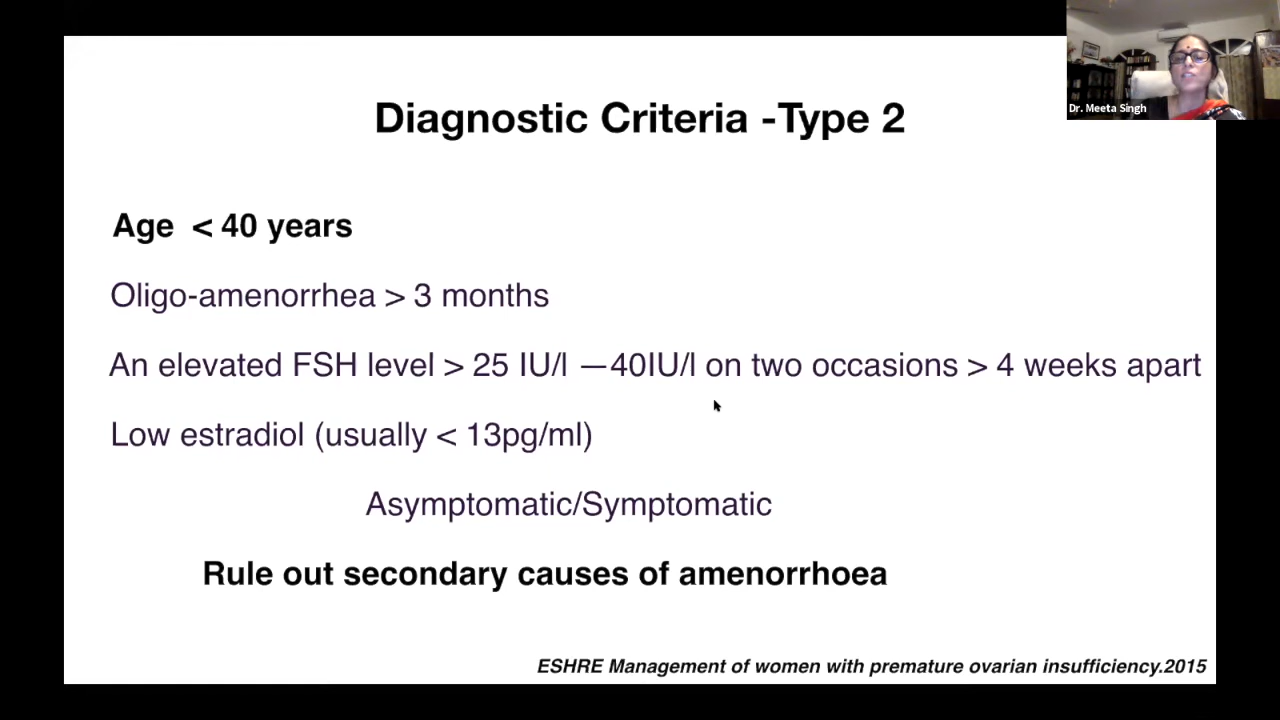 Dr. Meeta Singh
Diagnostic Criteria -Type 2
Age < 40 years
Oligo-amenorrhea > 3 months
An elevated FSH level > 25 IU/l —40IU/l on two occasions > 4 weeks apart
Low estradiol (usually < 13pg/ml)
Asymptomatic/Symptomatic
Rule out secondary causes of amenorrhoea
ESHRE Management of women with premature ovarian insufficiency.2015